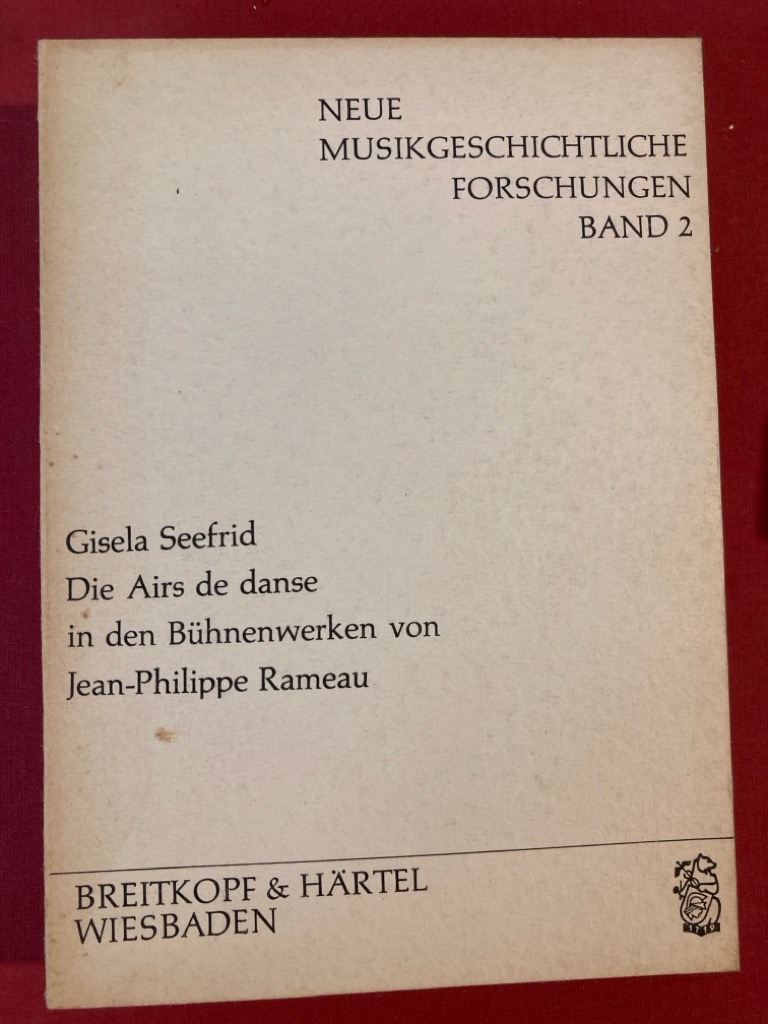 NEUE
MUSIKGESCHICHTLICHE
FORSCHUNGEN
BAND 2
Gisela Seefrid
Die Airs de danse
in den Bühnenwerken von
Jean-Philippe Rameau
BREITKOPF & HÄRTEL
WIESBADEN
1719